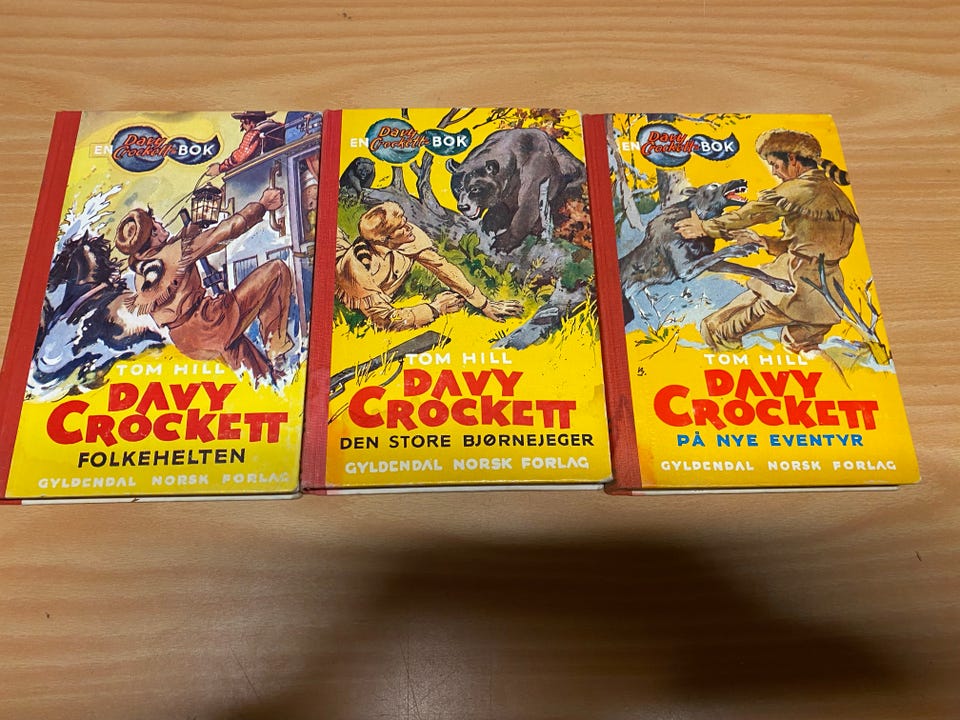 EN Davy Crockett BOK
TOM HILL
DAVY
CROCKETT
FOLKEHELTEN
GYLDENDAL NORSK FORLAG
EN Davy Crockett BOK
TOM HILL
DAVY
CROCKETT
DEN STORE BJØRNEJEGER
GYLDENDAL NORSK FORLAG
EN Davy Crockett BOK
TOM HILL
DAVY
CROCKETT
PÅ NYE EVENTYR
GYLDENDAL NORSK FORLAG